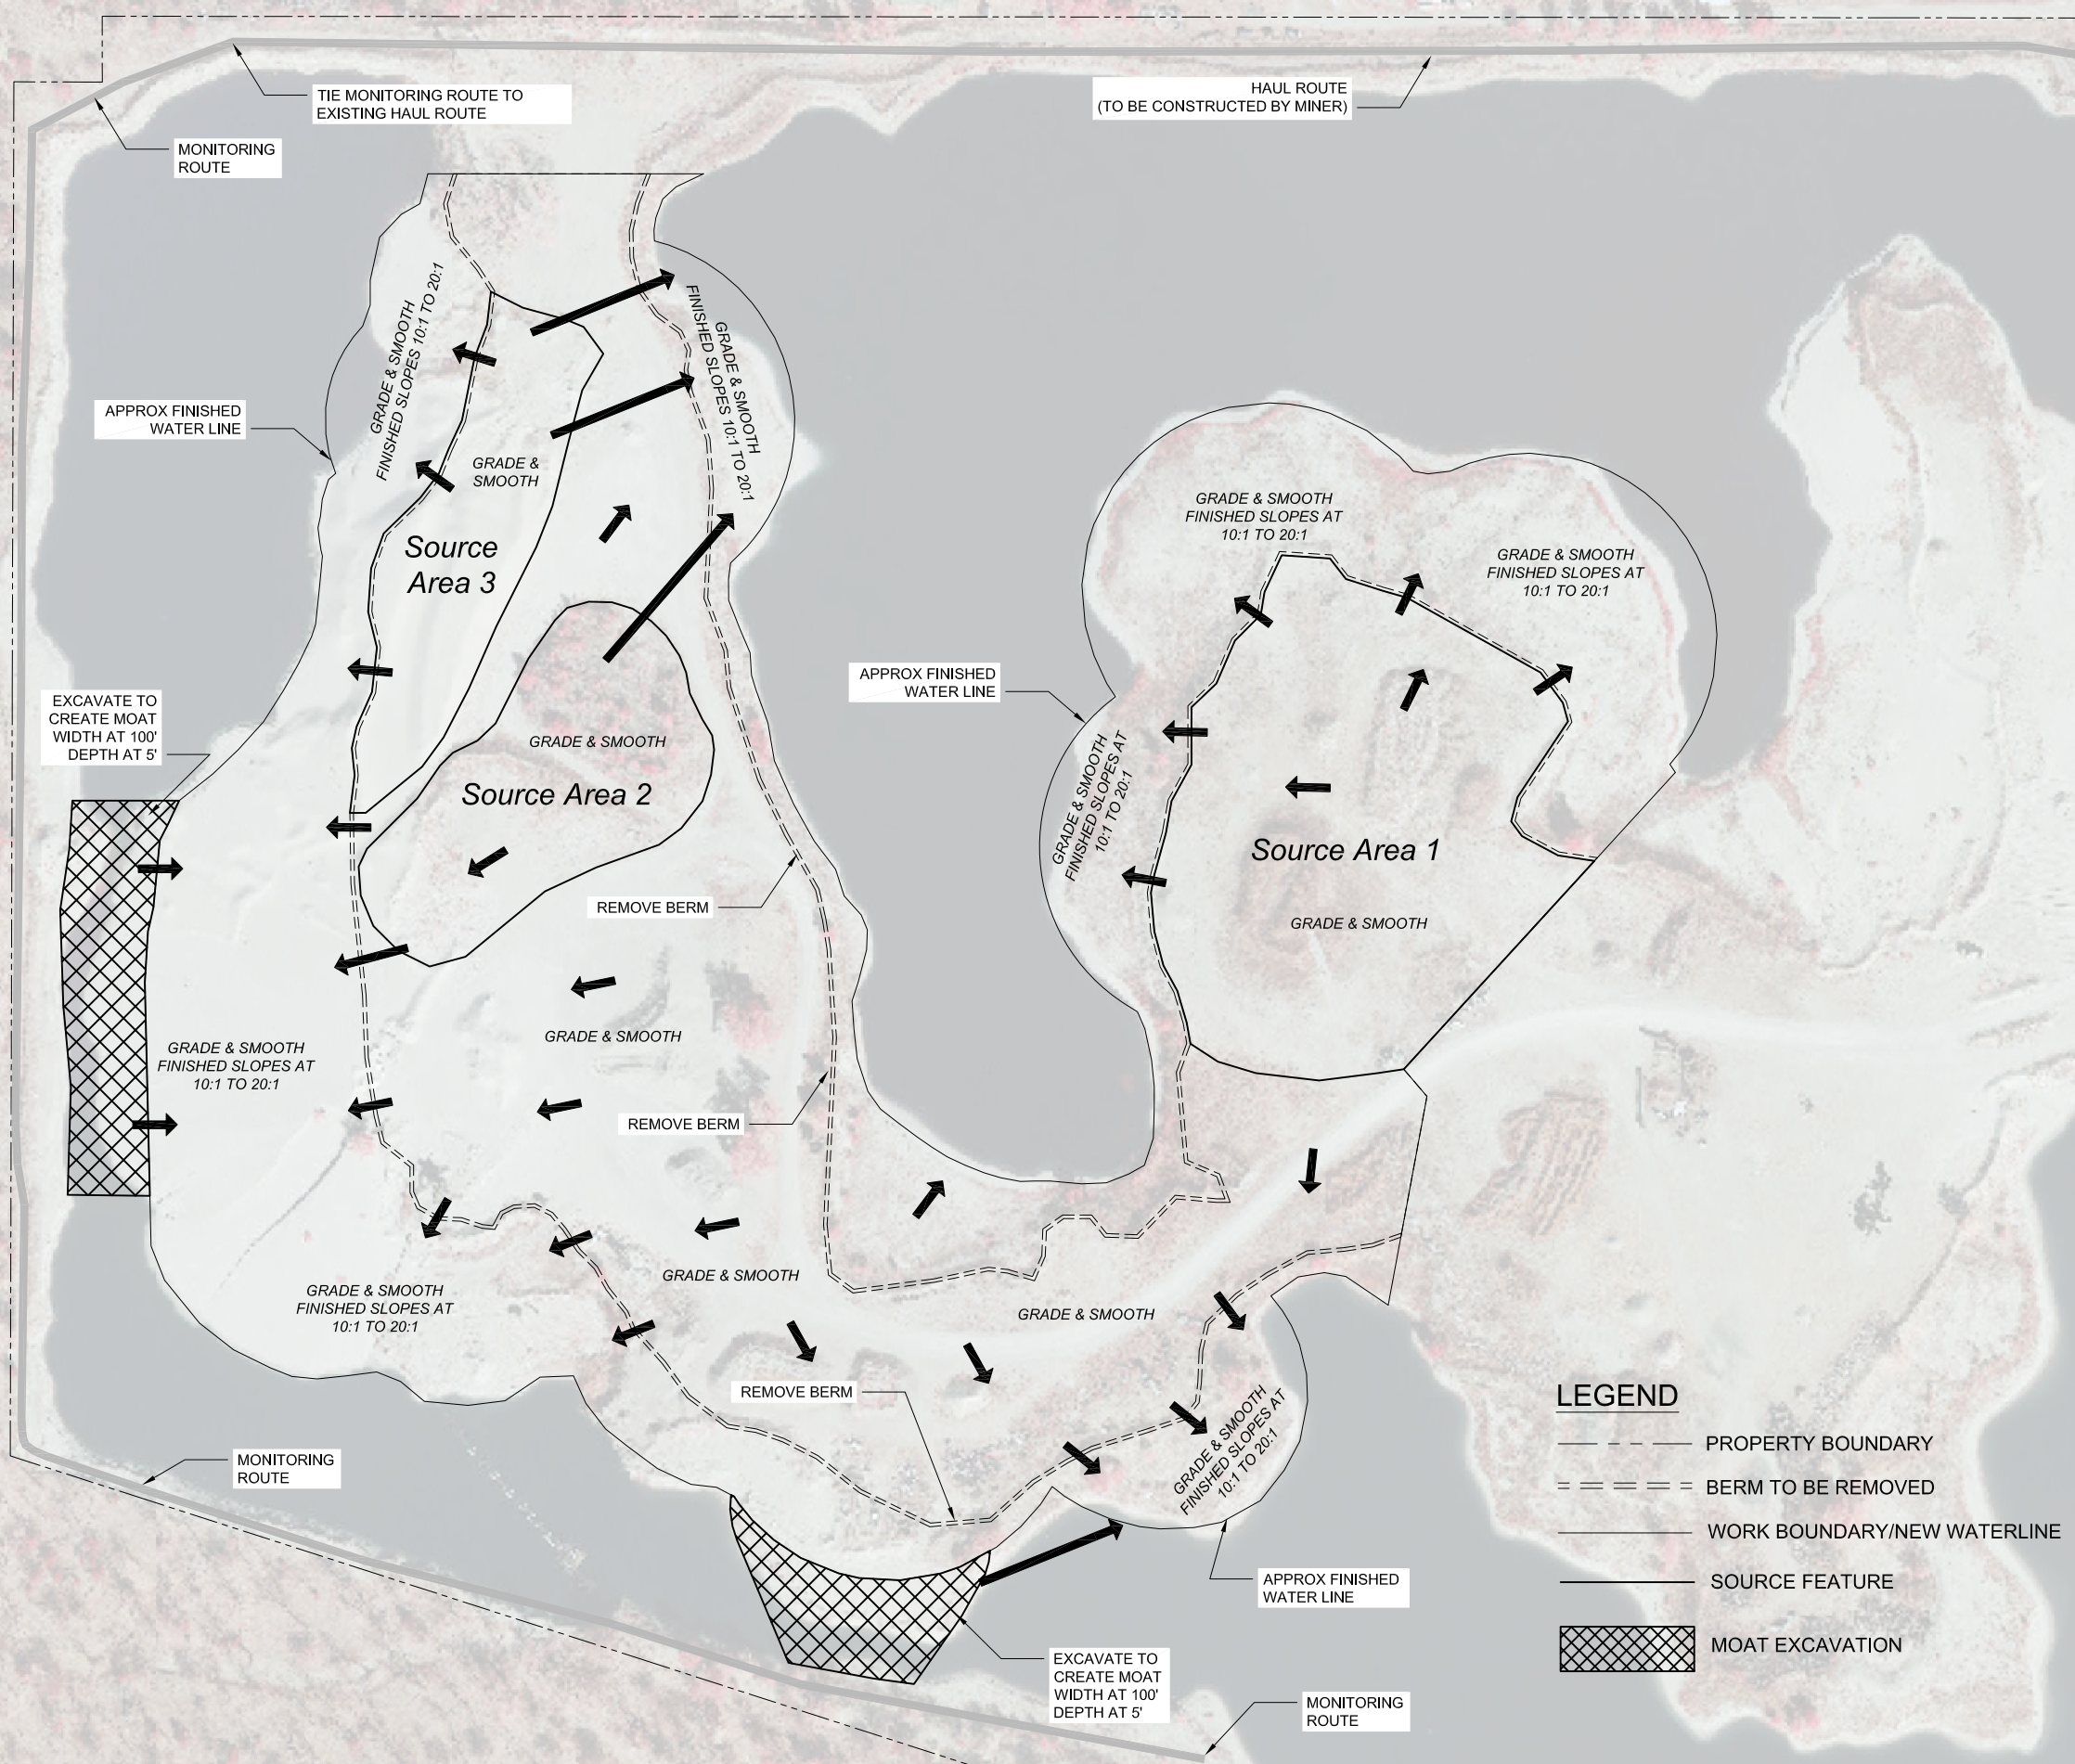 TIE MONITORING ROUTE TO
EXISTING HAUL ROUTE
HAUL ROUTE
(TO BE CONSTRUCTED BY MINER)
MONITORING
ROUTE
GRADE & SMOOTH
FINISHED SLOPES 10:1 TO 20:1
GRADE & SMOOTH
FINISHED SLOPES 10:1 TO 20:1
APPROX FINISHED
WATER LINE
GRADE &
SMOOTH
Source
Area 3
GRADE & SMOOTH
FINISHED SLOPES AT
10:1 TO 20:1
GRADE & SMOOTH
FINISHED SLOPES AT
10:1 TO 20:1
APPROX FINISHED
WATER LINE
EXCAVATE TO
CREATE MOAT
WIDTH AT 100'
DEPTH AT 5'
GRADE & SMOOTH
Source Area 2
GRADE & SMOOTH
FINISHED SLOPES AT
10:1 TO 20:1
Source Area 1
GRADE & SMOOTH
REMOVE BERM
GRADE & SMOOTH
GRADE & SMOOTH
FINISHED SLOPES AT
10:1 TO 20:1
REMOVE BERM
GRADE & SMOOTH
GRADE & SMOOTH
FINISHED SLOPES AT
10:1 TO 20:1
GRADE & SMOOTH
REMOVE BERM
GRADE & SMOOTH
FINISHED SLOPES AT
10:1 TO 20:1
MONITORING
ROUTE
APPROX FINISHED
WATER LINE
EXCAVATE TO
CREATE MOAT
WIDTH AT 100'
DEPTH AT 5'
MONITORING
ROUTE
LEGEND
PROPERTY BOUNDARY
BERM TO BE REMOVED
WORK BOUNDARY/NEW WATERLINE
SOURCE FEATURE
MOAT EXCAVATION